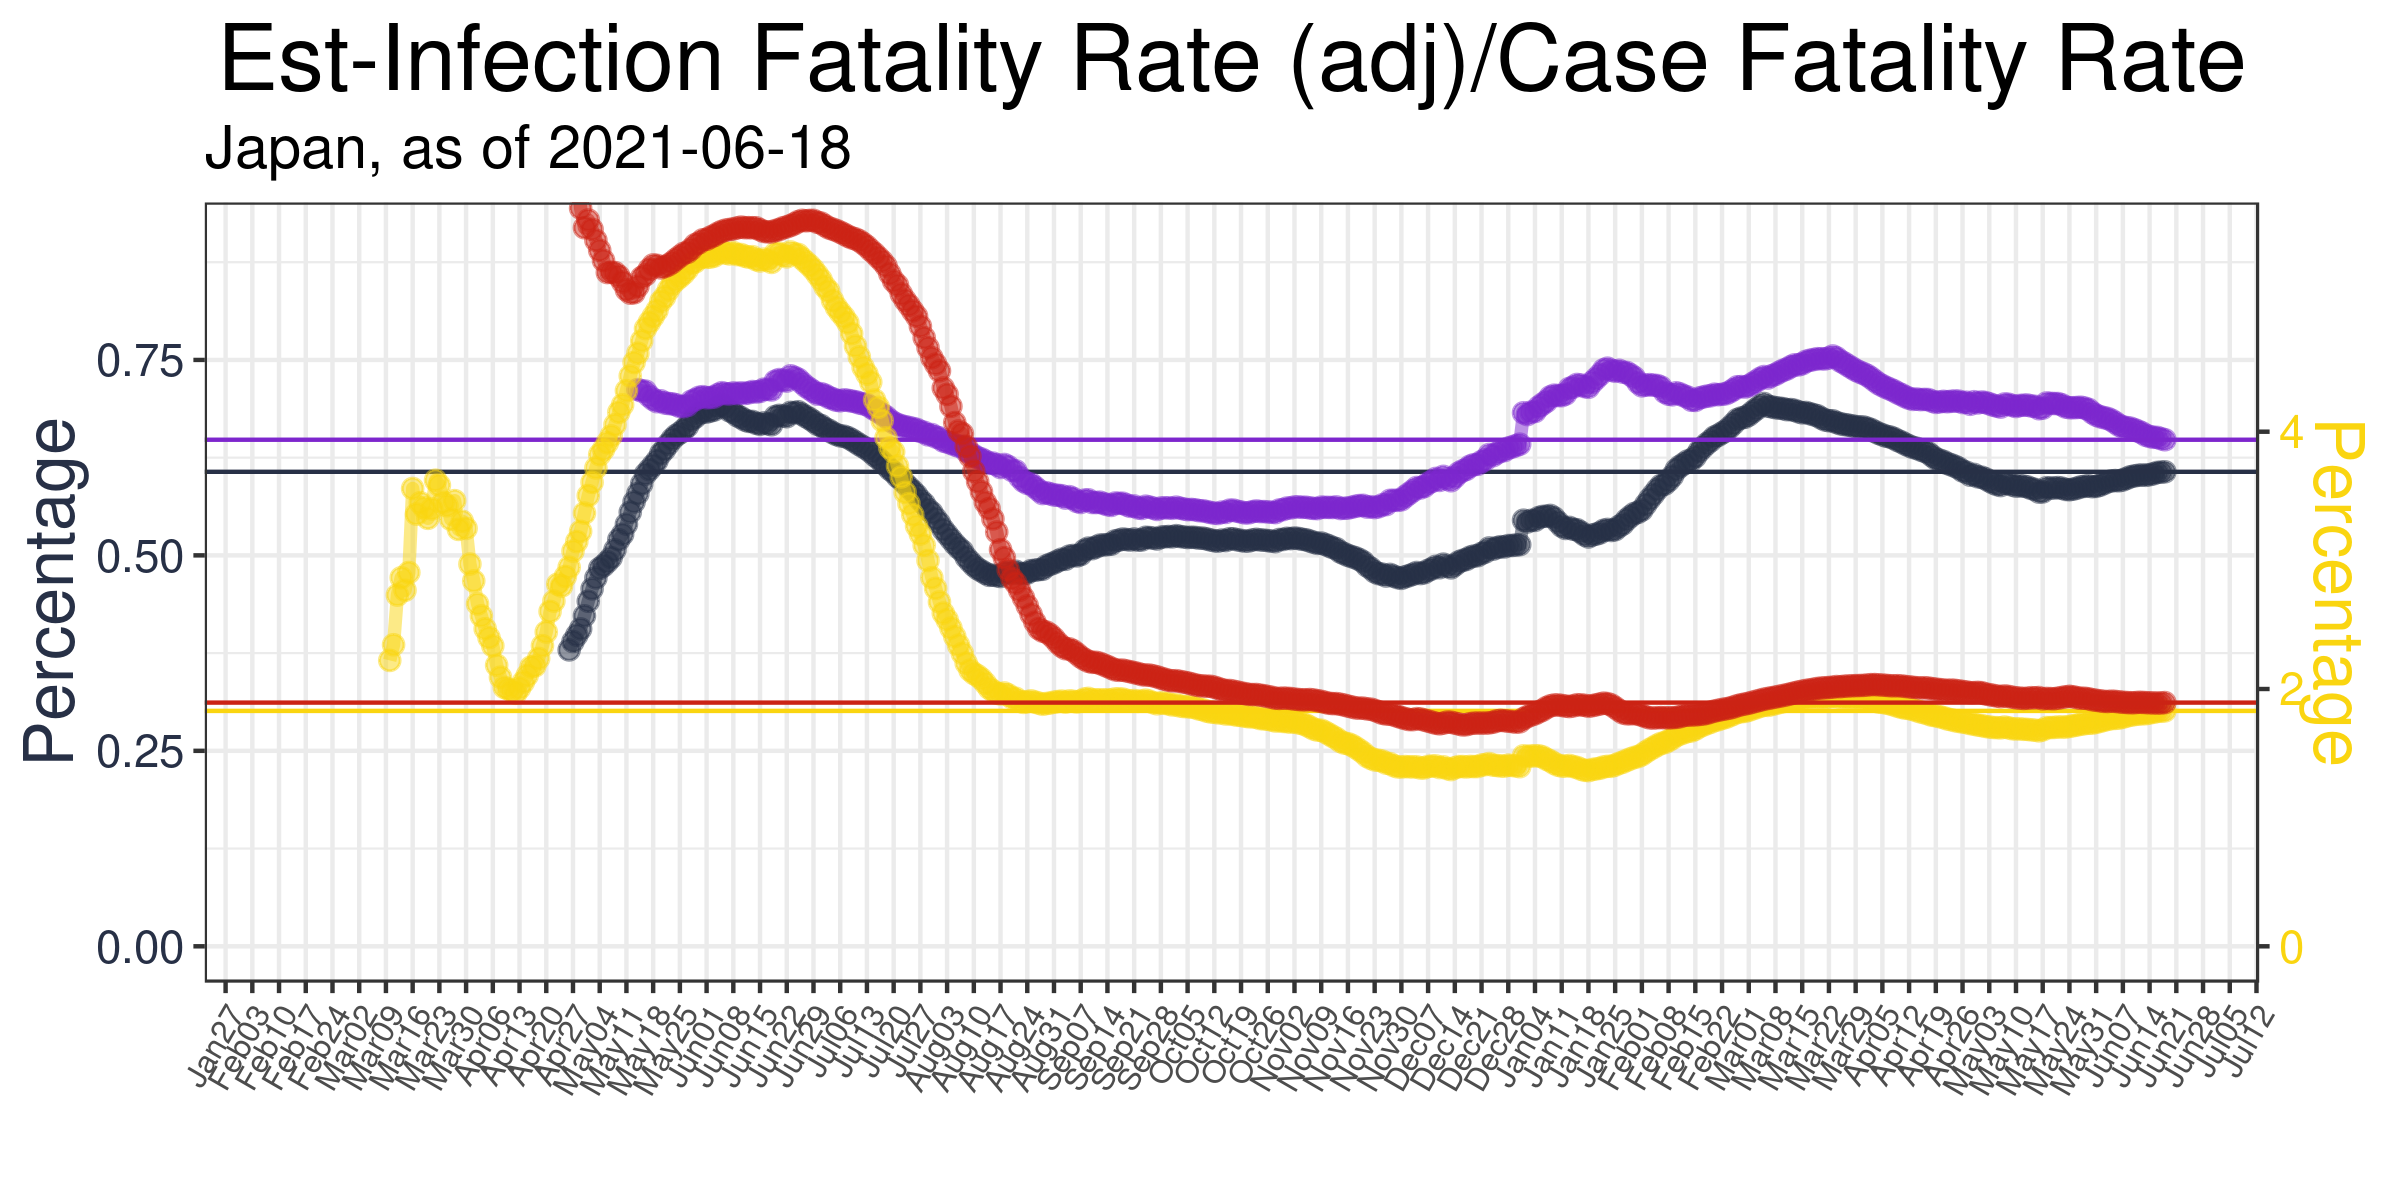 Est-Infection Fatality Rate (adj)/Case Fatality Rate
Japan, as of 2021-06-18
Percentage
0.75
0.50
0.25
0.00
4
2
0
Percentage
Jan27
Feb03
Feb10
Feb17
Feb24
Mar02
Mar09
Mar16
Mar23
Mar30
Apr06
Apr13
Apr20
Apr27
May04
May11
May18
May25
Jun01
Jun08
Jun15
Jun22
Jun29
Jul06
Jul13
Jul20
Jul27
Aug03
Aug10
Aug17
Aug24
Aug31
Sep07
Sep14
Sep21
Sep28
Oct05
Oct12
Oct19
Oct26
Nov02
Nov09
Nov16
Nov23
Nov30
Dec07
Dec14
Dec21
Dec28
Jan04
Jan11
Jan18
Jan25
Feb01
Feb08
Feb15
Feb22
Mar01
Mar08
Mar15
Mar22
Mar29
Apr05
Apr12
Apr19
Apr26
May03
May10
May17
May24
May31
Jun07
Jun14
Jun21
Jun28
Jul05
Jul12